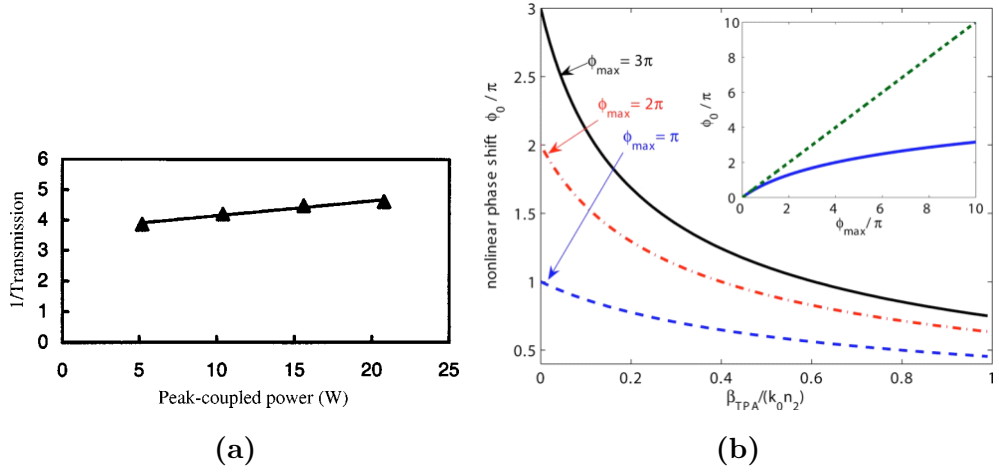 6
5
4
3
2
1
0
1/Transmission
0 5 10 15 20 25
Peak-coupled power (W)
(a)
3
2.5
2
1.5
1
0.5
nonlinear phase shift ϕ₀ / π
ϕmax = 3π
ϕmax = 2π
ϕmax = π
0 0.2 0.4 0.6 0.8 1
βTPA/(k₀n₂)
10
8
6
4
2
0
ϕ₀ / π
0 2 4 6 8 10
ϕmax/π
(b)